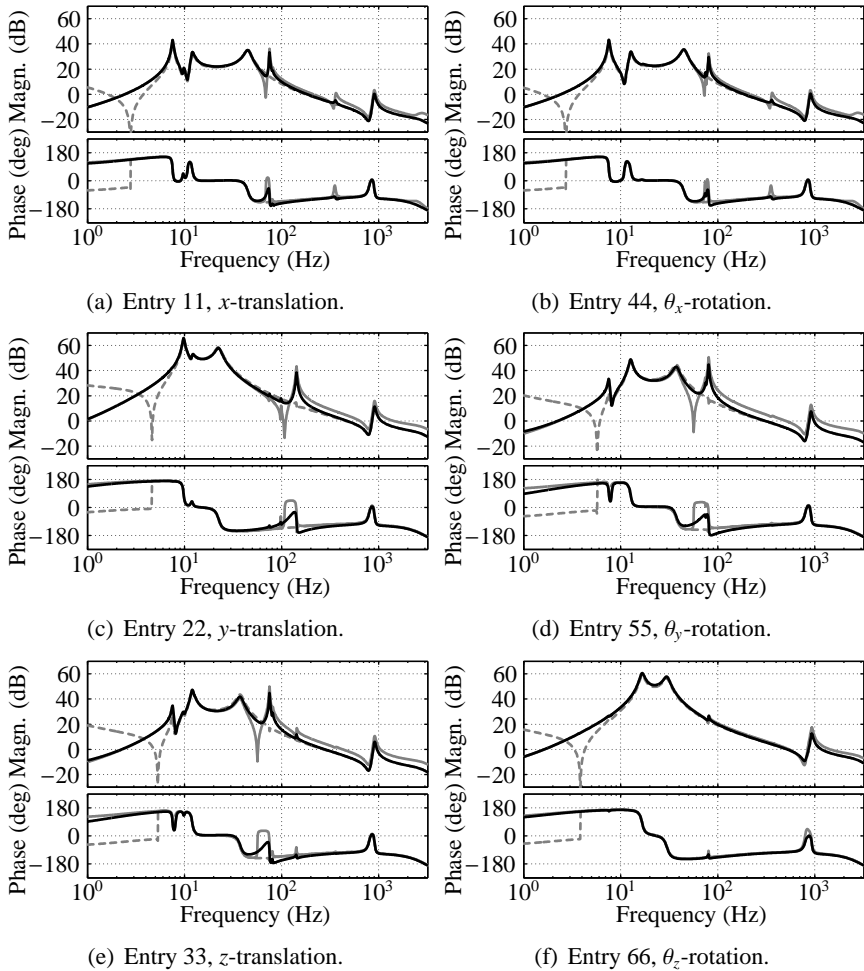 60
40
20
0
−20
Magn. (dB)
180
0
−180
Phase (deg)
10^0 10^1 10^2 10^3
Frequency (Hz)
(a) Entry 11, x-translation.
60
40
20
0
−20
Magn. (dB)
180
0
−180
Phase (deg)
10^0 10^1 10^2 10^3
Frequency (Hz)
(b) Entry 44, θ_x-rotation.
60
40
20
0
−20
Magn. (dB)
180
0
−180
Phase (deg)
10^0 10^1 10^2 10^3
Frequency (Hz)
(c) Entry 22, y-translation.
60
40
20
0
−20
Magn. (dB)
180
0
−180
Phase (deg)
10^0 10^1 10^2 10^3
Frequency (Hz)
(d) Entry 55, θ_y-rotation.
60
40
20
0
−20
Magn. (dB)
180
0
−180
Phase (deg)
10^0 10^1 10^2 10^3
Frequency (Hz)
(e) Entry 33, z-translation.
60
40
20
0
−20
Magn. (dB)
180
0
−180
Phase (deg)
10^0 10^1 10^2 10^3
Frequency (Hz)
(f) Entry 66, θ_z-rotation.